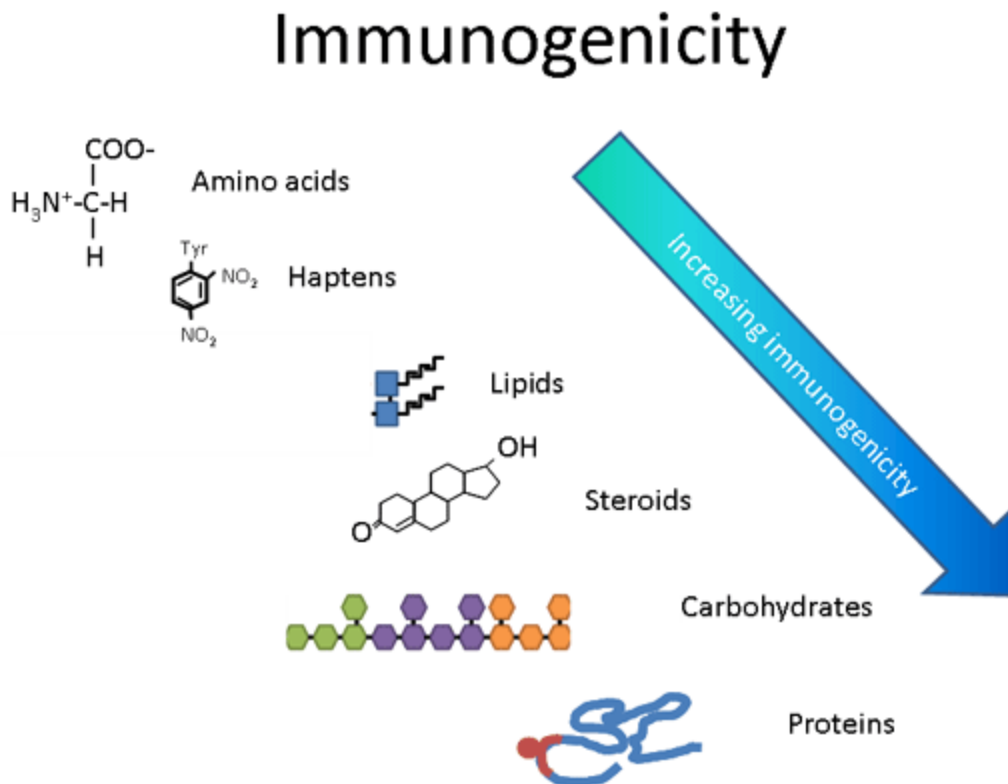 Immunogenicity
COO-
H₃N⁺-C-H
H
Amino acids
Tyr
NO₂
NO₂
Haptens
Lipids
OH
O
Steroids
Carbohydrates
Proteins
Increasing immunogenicity